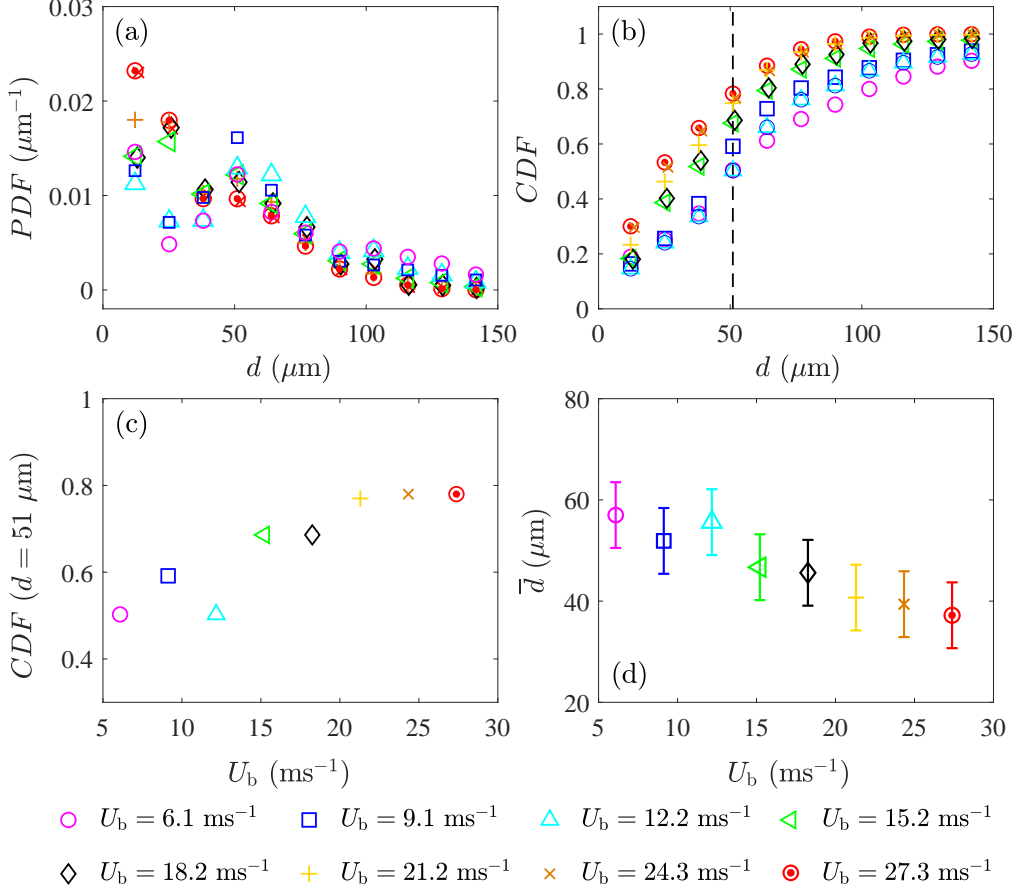 (a)
PDF (μm⁻¹)
0.03
0.02
0.01
0
0 50 100 150
d (μm)
(b)
CDF
1
0.8
0.6
0.4
0.2
0
0 50 100 150
d (μm)
(c)
CDF (d = 51 μm)
1
0.8
0.6
0.4
5 10 15 20 25 30
U_b (ms⁻¹)
(d)
d̅ (μm)
80
60
40
20
5 10 15 20 25 30
U_b (ms⁻¹)
U_b = 6.1 ms⁻¹ U_b = 9.1 ms⁻¹ U_b = 12.2 ms⁻¹ U_b = 15.2 ms⁻¹
U_b = 18.2 ms⁻¹ U_b = 21.2 ms⁻¹ U_b = 24.3 ms⁻¹ U_b = 27.3 ms⁻¹